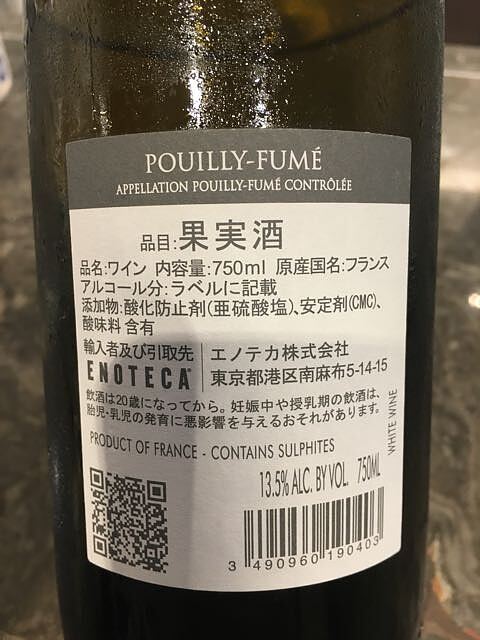 POUILLY-FUMÉ
APPELLATION POUILLY-FUMÉ CONTRÔLÉE
品目:果実酒
品名:ワイン 内容量:750ml 原産国名:フランス
アルコール分:ラベルに記載
添加物:酸化防止剤(亜硫酸塩)、安定剤(CMC)、
酸味料 含有
輸入者及び引取先 エノテカ株式会社
ENOTECA 東京都港区南麻布5-14-15
飲酒は20歳になってから。妊娠中や授乳期の飲酒は、
胎児・乳児の発育に悪影響を与えるおそれがあります。
PRODUCT OF FRANCE - CONTAINS SULPHITES
WHITE WINE
13.5% ALC. BY VOL. 750ML
3 490960 190403